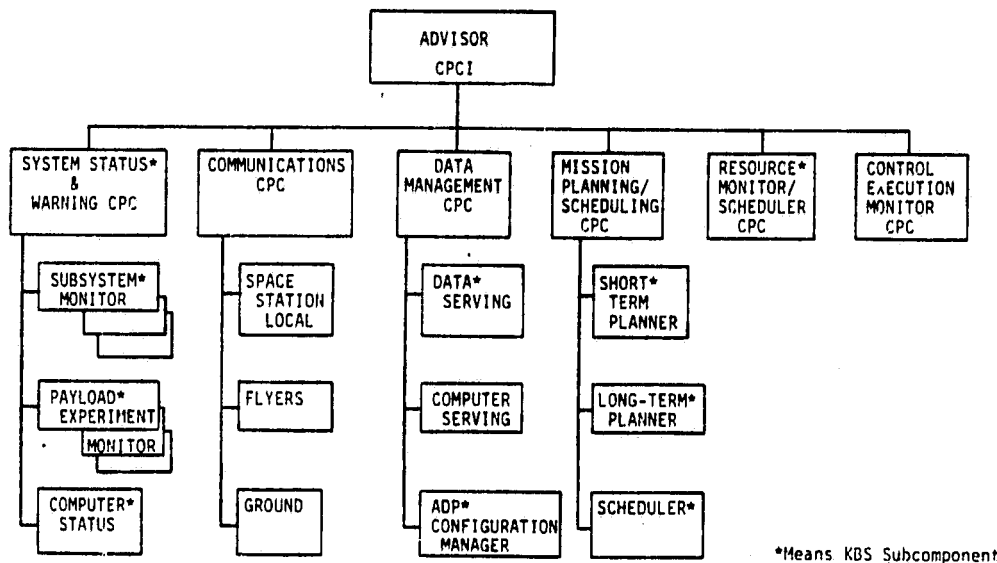 ADVISOR
CPCI
SYSTEM STATUS*
&
WARNING CPC
COMMUNICATIONS
CPC
DATA
MANAGEMENT
CPC
MISSION
PLANNING/
SCHEDULING
CPC
RESOURCE*
MONITOR/
SCHEDULER
CPC
CONTROL
EXECUTION
MONITOR
CPC
SUBSYSTEM*
MONITOR
PAYLOAD*
EXPERIMENT
MONITOR
COMPUTER*
STATUS
SPACE
STATION
LOCAL
FLYERS
GROUND
DATA*
SERVING
COMPUTER
SERVING
ADP*
CONFIGURATION
MANAGER
SHORT*
TERM
PLANNER
LONG-TERM*
PLANNER
SCHEDULER*
*Means KBS Subcomponent